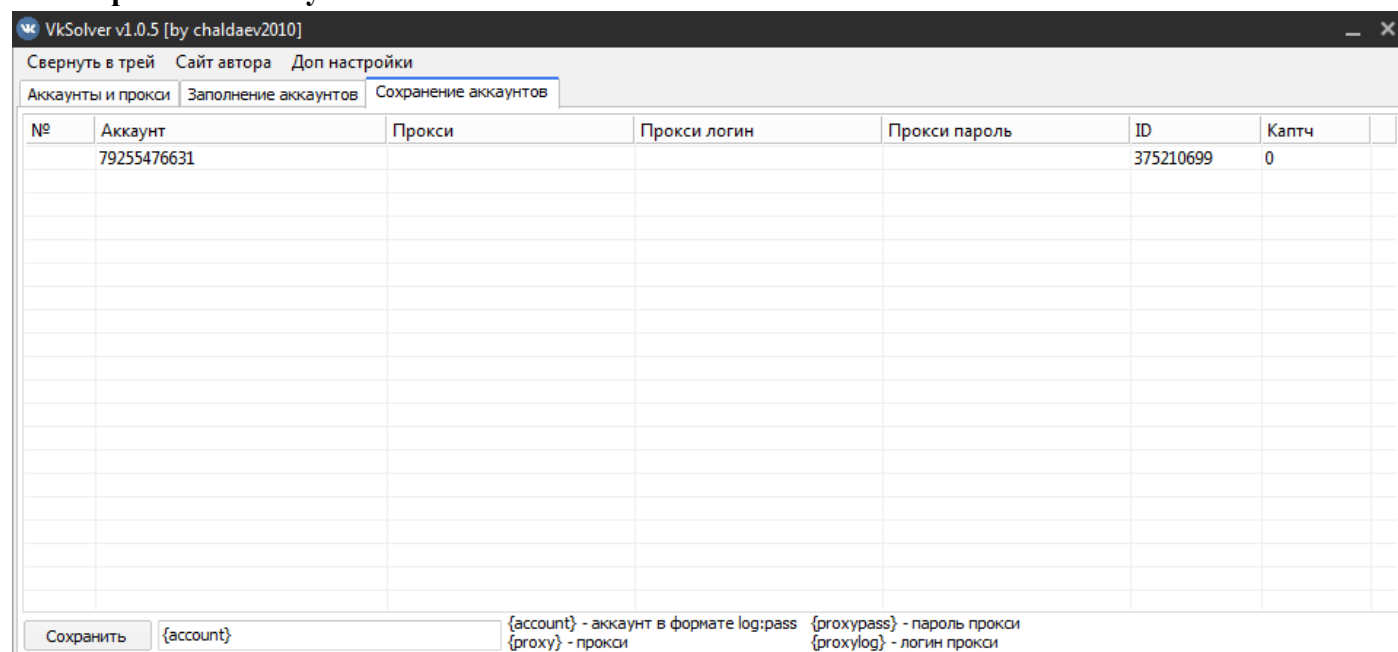 VkSolver v1.0.5 [by chaldaev2010]
Свернуть в трей Сайт автора Доп настройки
Аккаунты и прокси Заполнение аккаунтов Сохранение аккаунтов
№ Аккаунт Прокси Прокси логин Прокси пароль ID Каптч
79255476631 375210699 0
Сохранить {account} {account} - аккаунт в формате log:pass {proxypass} - пароль прокси
{proxy} - прокси {proxylog} - логин прокси